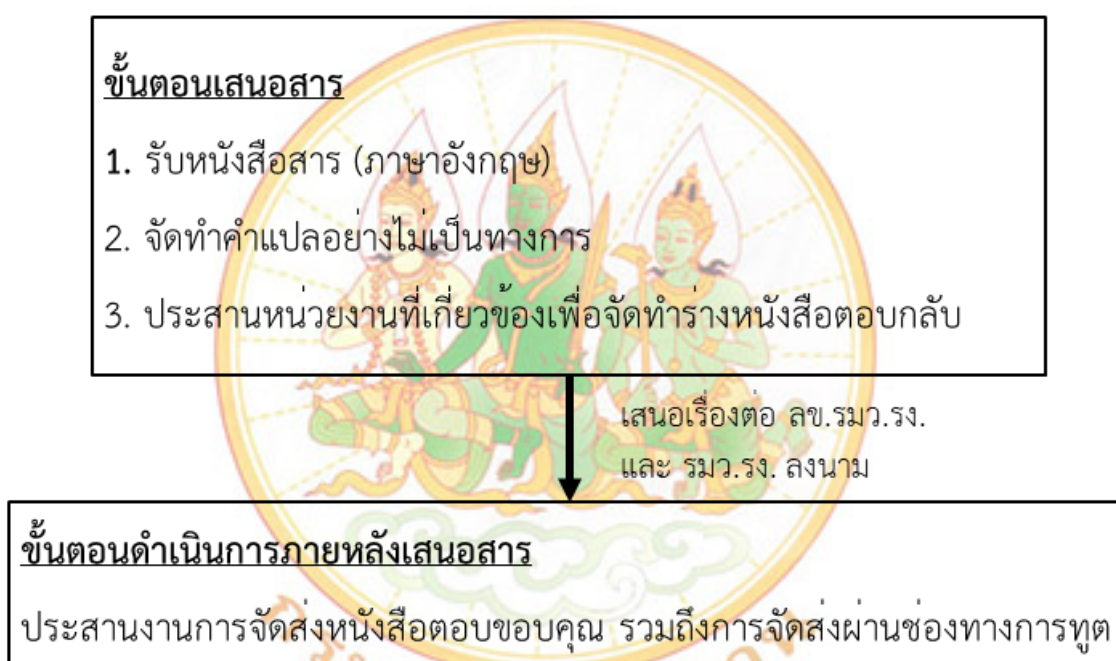 ขั้นตอนเสนอสาร
1. รับหนังสือสาร (ภาษาอังกฤษ)
2. จัดทำคำแปลอย่างไม่เป็นทางการ
3. ประสานหน่วยงานที่เกี่ยวข้องเพื่อจัดทำร่างหนังสือตอบกลับ
เสนอเรื่องต่อ ลข.รมว.รง.
และ รมว.รง. ลงนาม
ขั้นตอนดำเนินการภายหลังเสนอสาร
ประสานงานการจัดส่งหนังสือตอบขอบคุณ รวมถึงการจัดส่งผ่านช่องทางการทูต